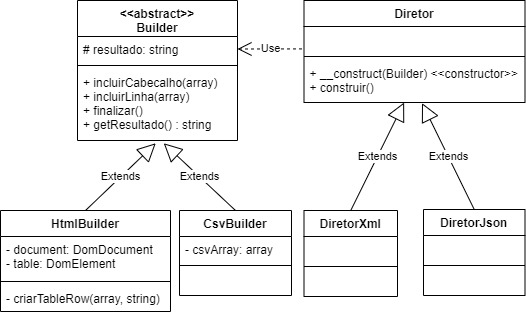 <<abstract>>
Builder
# resultado: string
+ incluirCabecalho(array)
+ incluirLinha(array)
+ finalizar()
+ getResultado() : string
Use
Diretor
+ __construct(Builder) <<constructor>>
+ construir()
Extends
Extends
Extends
Extends
HtmlBuilder
- document: DomDocument
- table: DomElement
- criarTableRow(array, string)
CsvBuilder
- csvArray: array
DiretorXml
DiretorJson